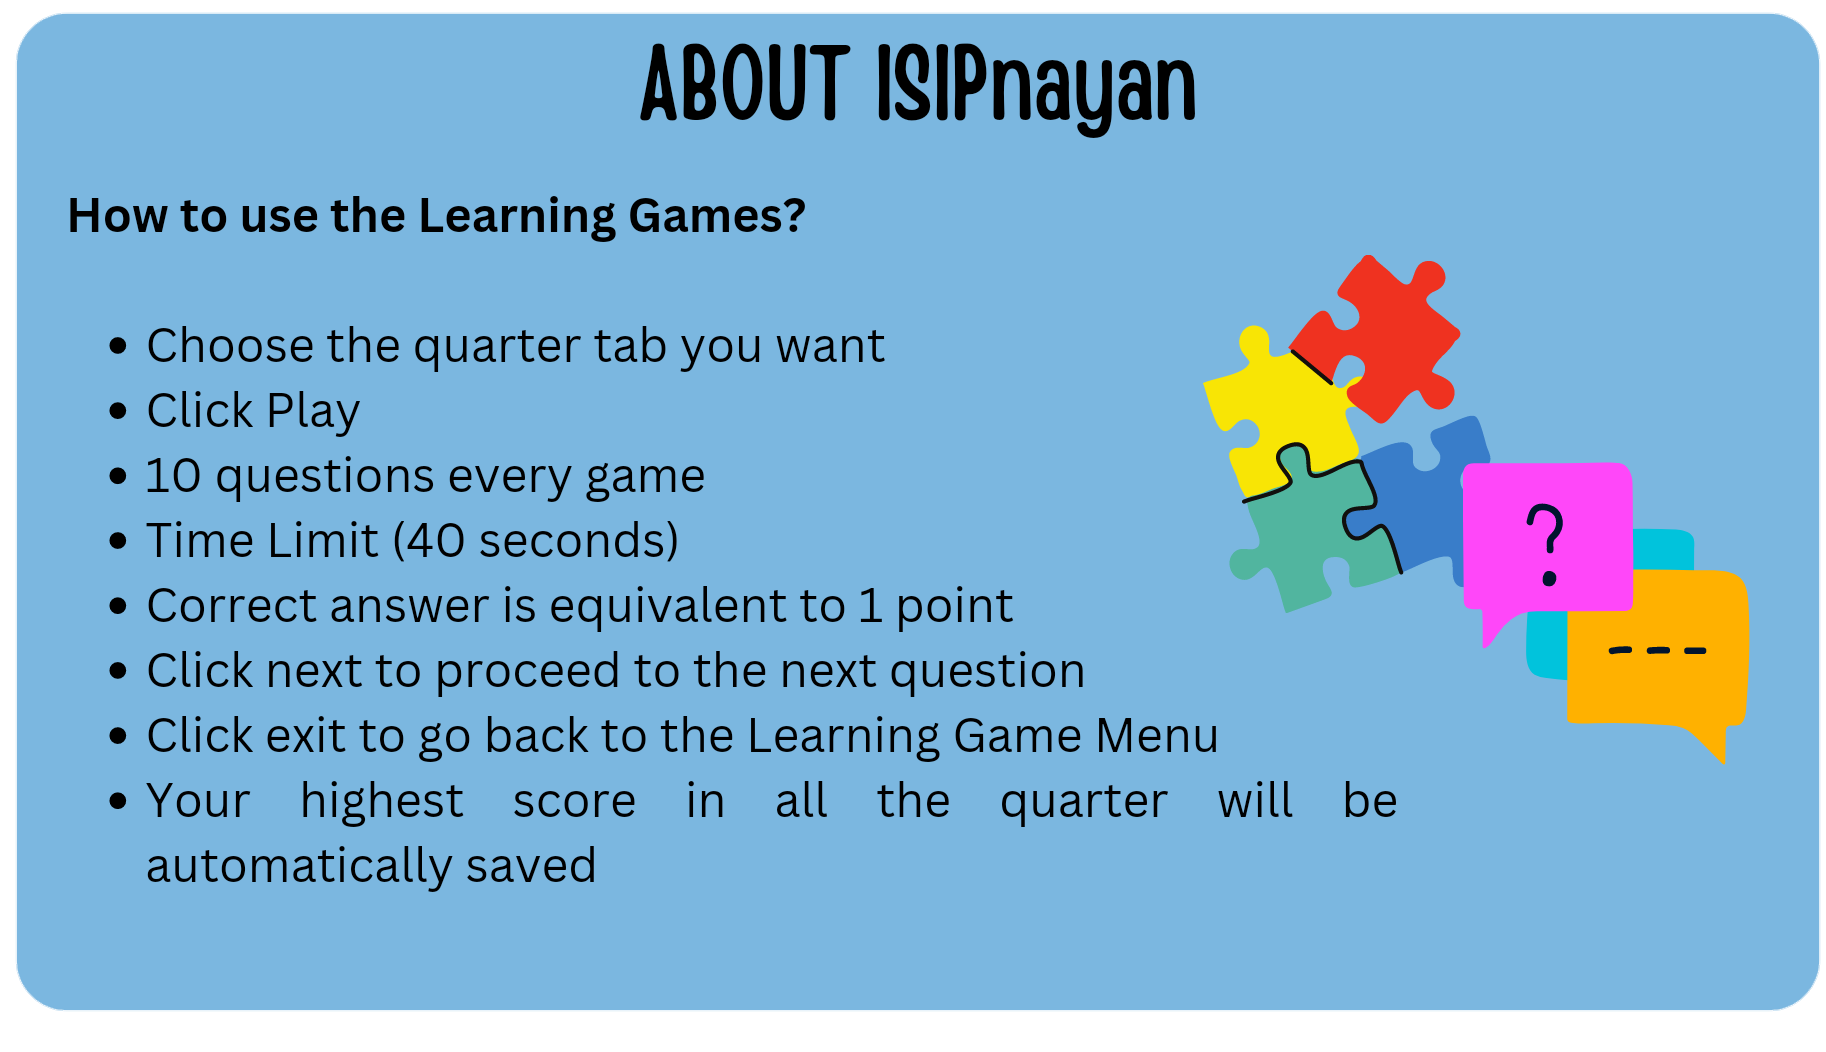 ABOUT ISIPnayan
How to use the Learning Games?
• Choose the quarter tab you want
• Click Play
• 10 questions every game
• Time Limit (40 seconds)
• Correct answer is equivalent to 1 point
• Click next to proceed to the next question
• Click exit to go back to the Learning Game Menu
• Your highest score in all the quarter will be
automatically saved
?